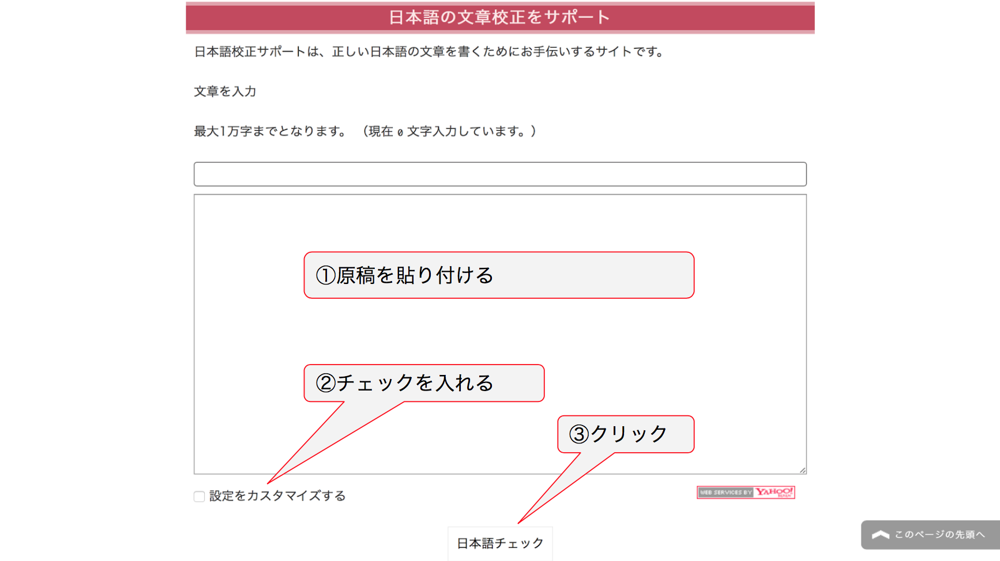 日本語の文章校正をサポート
日本語校正サポートは、正しい日本語の文章を書くためにお手伝いするサイトです。
文章を入力
最大1万字までとなります。 （現在 0 文字入力しています。）
①原稿を貼り付ける
②チェックを入れる
③クリック
設定をカスタマイズする
WEB SERVICES BY YAHOO! JAPAN
日本語チェック
このページの先頭へ